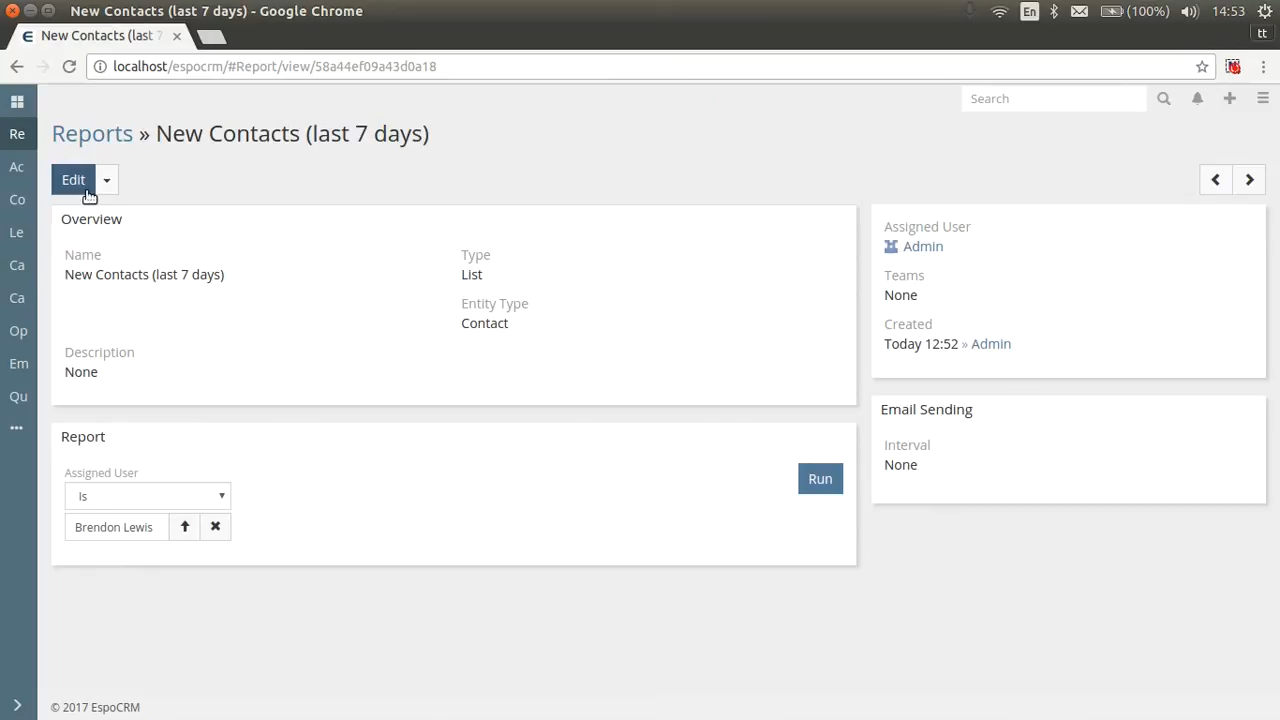 New Contacts (last 7 days) - Google Chrome
En
(100%)
14:53
New Contacts (last 7
tt
localhost/espocrm/#Report/view/58a44ef09a43d0a18
Search
Re
Ac
Co
Le
Ca
Ca
Op
Em
Qu
Reports » New Contacts (last 7 days)
Edit
Overview
Name
New Contacts (last 7 days)
Type
List
Entity Type
Contact
Description
None
Report
Assigned User
Is
Brendon Lewis
Run
Assigned User
Admin
Teams
None
Created
Today 12:52 » Admin
Email Sending
Interval
None
© 2017 EspoCRM